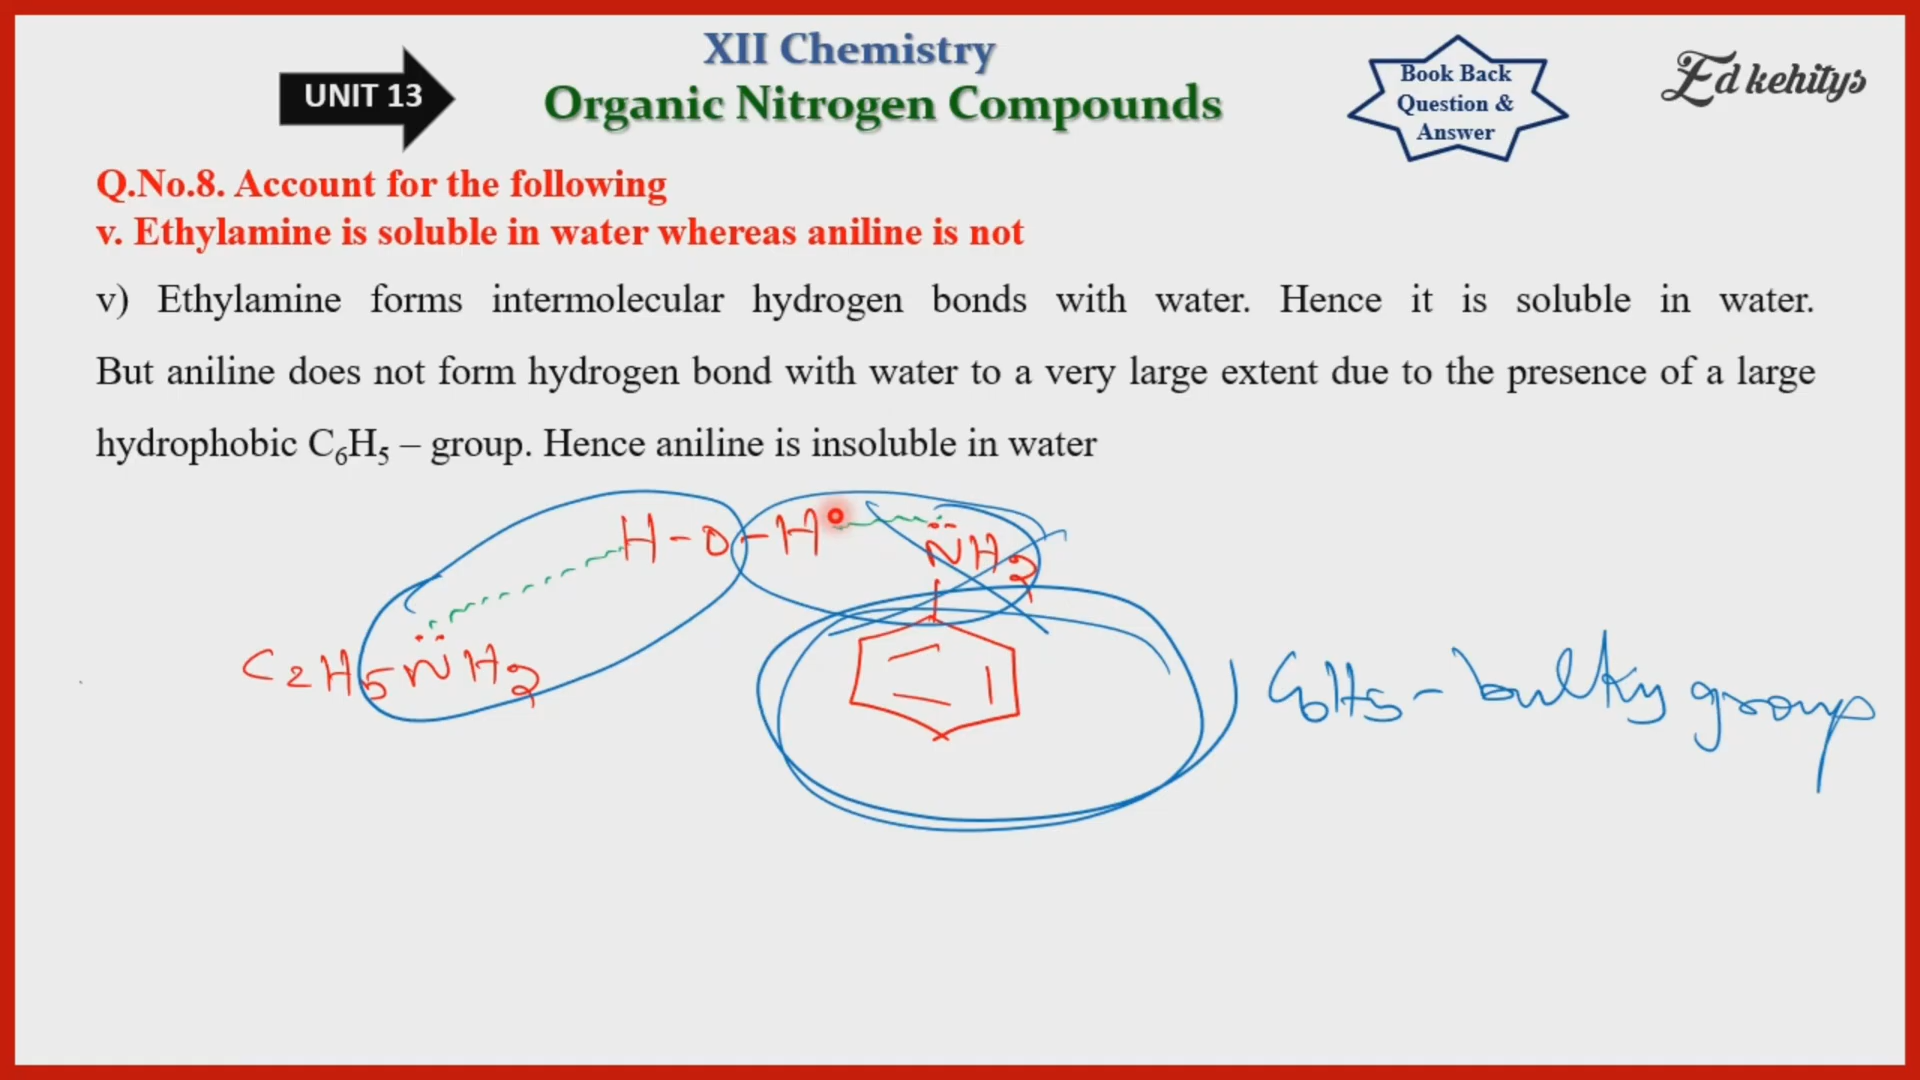 XII Chemistry
UNIT 13
Organic Nitrogen Compounds
Book Back
Question &
Answer
Ed kehitys
Q.No.8. Account for the following
v. Ethylamine is soluble in water whereas aniline is not
v) Ethylamine forms intermolecular hydrogen bonds with water. Hence it is soluble in water.
But aniline does not form hydrogen bond with water to a very large extent due to the presence of a large
hydrophobic C₆H₅ – group. Hence aniline is insoluble in water
H-O-H
NH₂
C₂H₅NH₂
C₆H₅ - bulky group